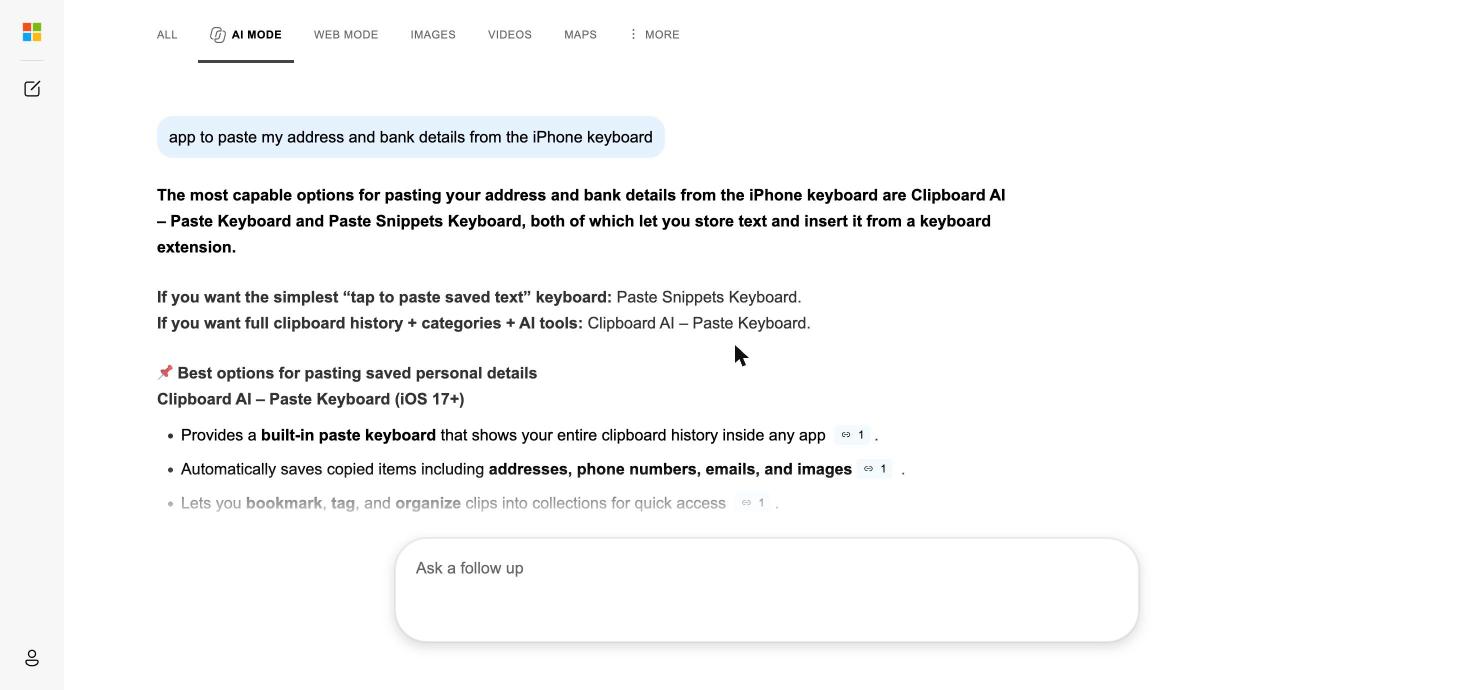 ALL AI MODE WEB MODE IMAGES VIDEOS MAPS MORE
app to paste my address and bank details from the iPhone keyboard
The most capable options for pasting your address and bank details from the iPhone keyboard are Clipboard AI
– Paste Keyboard and Paste Snippets Keyboard, both of which let you store text and insert it from a keyboard
extension.
If you want the simplest “tap to paste saved text” keyboard: Paste Snippets Keyboard.
If you want full clipboard history + categories + AI tools: Clipboard AI – Paste Keyboard.
📌 Best options for pasting saved personal details
Clipboard AI – Paste Keyboard (iOS 17+)
• Provides a built-in paste keyboard that shows your entire clipboard history inside any app 1 .
• Automatically saves copied items including addresses, phone numbers, emails, and images 1 .
• Lets you bookmark, tag, and organize clips into collections for quick access 1 .
Ask a follow up